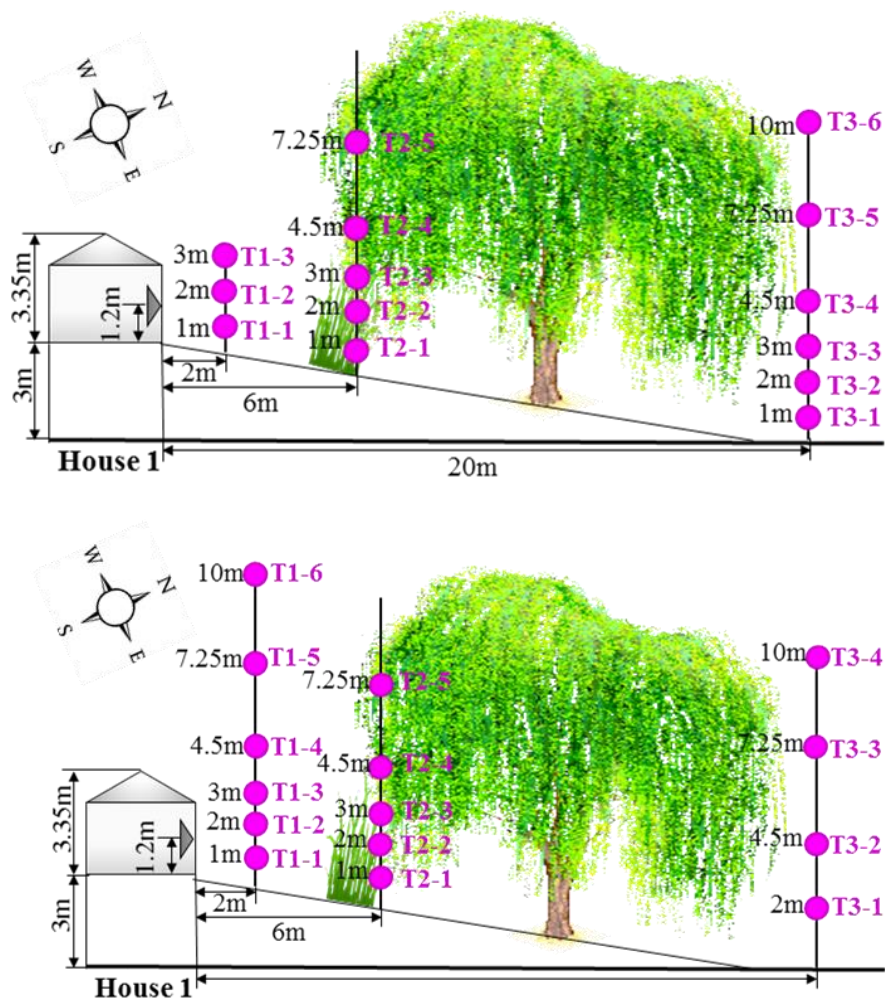 W
N
S
E
10m T3-6
7.25m T2-5
7.25m T3-5
4.5m T2-4
3m T1-3
3m T2-3
4.5m T3-4
2m T1-2
2m T2-2
3m T3-3
1m T1-1
1m T2-1
2m T3-2
1m T3-1
3.35m
1.2m
3m
2m
6m
House 1
20m
W
N
S
E
10m T1-6
7.25m T1-5
10m T3-4
7.25m T2-5
4.5m T1-4
7.25m T3-3
4.5m T2-4
3m T1-3
3m T2-3
2m T1-2
2m T2-2
4.5m T3-2
1m T1-1
1m T2-1
2m T3-1
3.35m
1.2m
3m
2m
6m
House 1